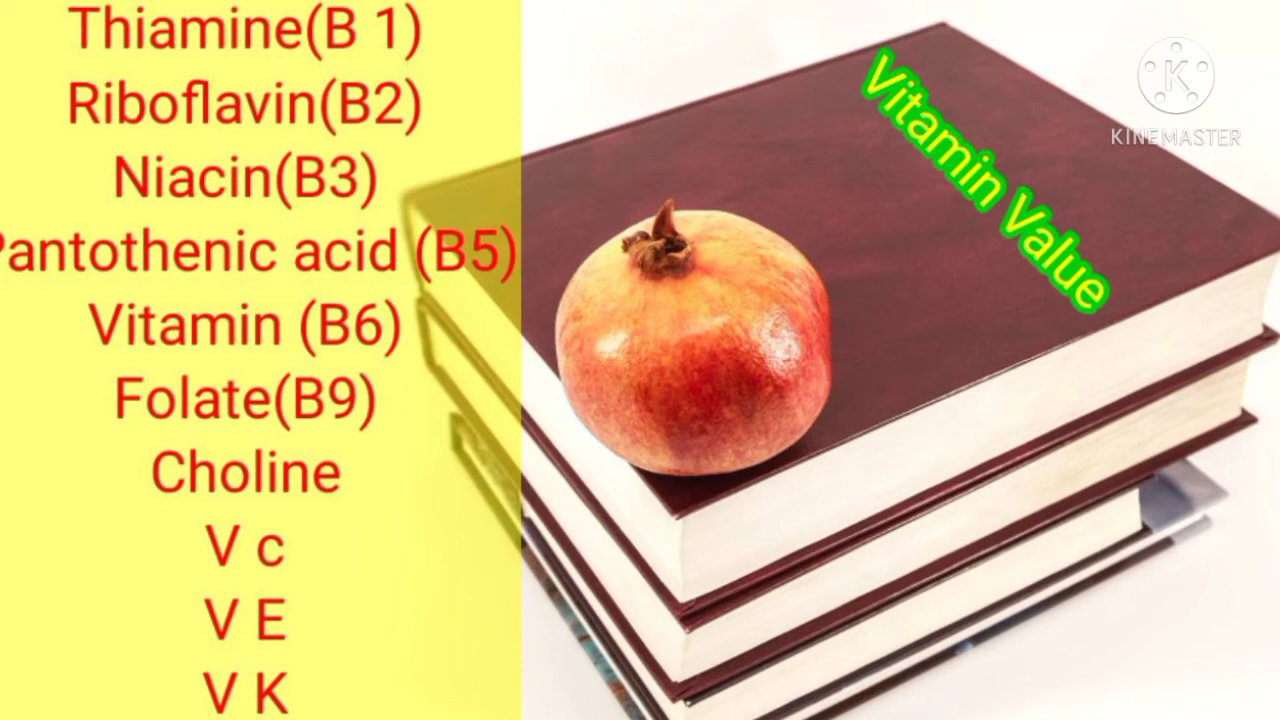 Thiamine(B 1)
Riboflavin(B2)
Niacin(B3)
Pantothenic acid (B5)
Vitamin (B6)
Folate(B9)
Choline
V c
V E
V K
Vitamin Value
K
KINEMASTER